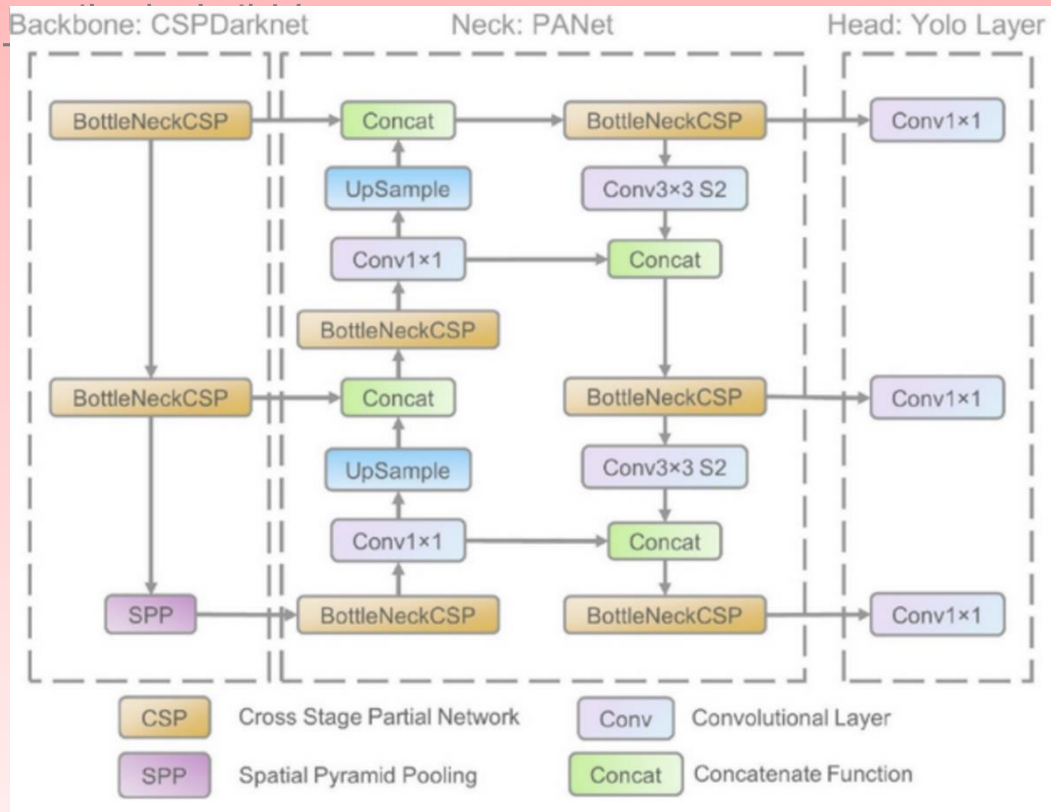 Backbone: CSPDarknet Neck: PANet Head: Yolo Layer
BottleNeckCSP Concat BottleNeckCSP Conv1×1
UpSample Conv3×3 S2
Conv1×1 Concat
BottleNeckCSP
BottleNeckCSP Concat BottleNeckCSP Conv1×1
UpSample Conv3×3 S2
Conv1×1 Concat
SPP BottleNeckCSP BottleNeckCSP Conv1×1
CSP Cross Stage Partial Network Conv Convolutional Layer
SPP Spatial Pyramid Pooling Concat Concatenate Function